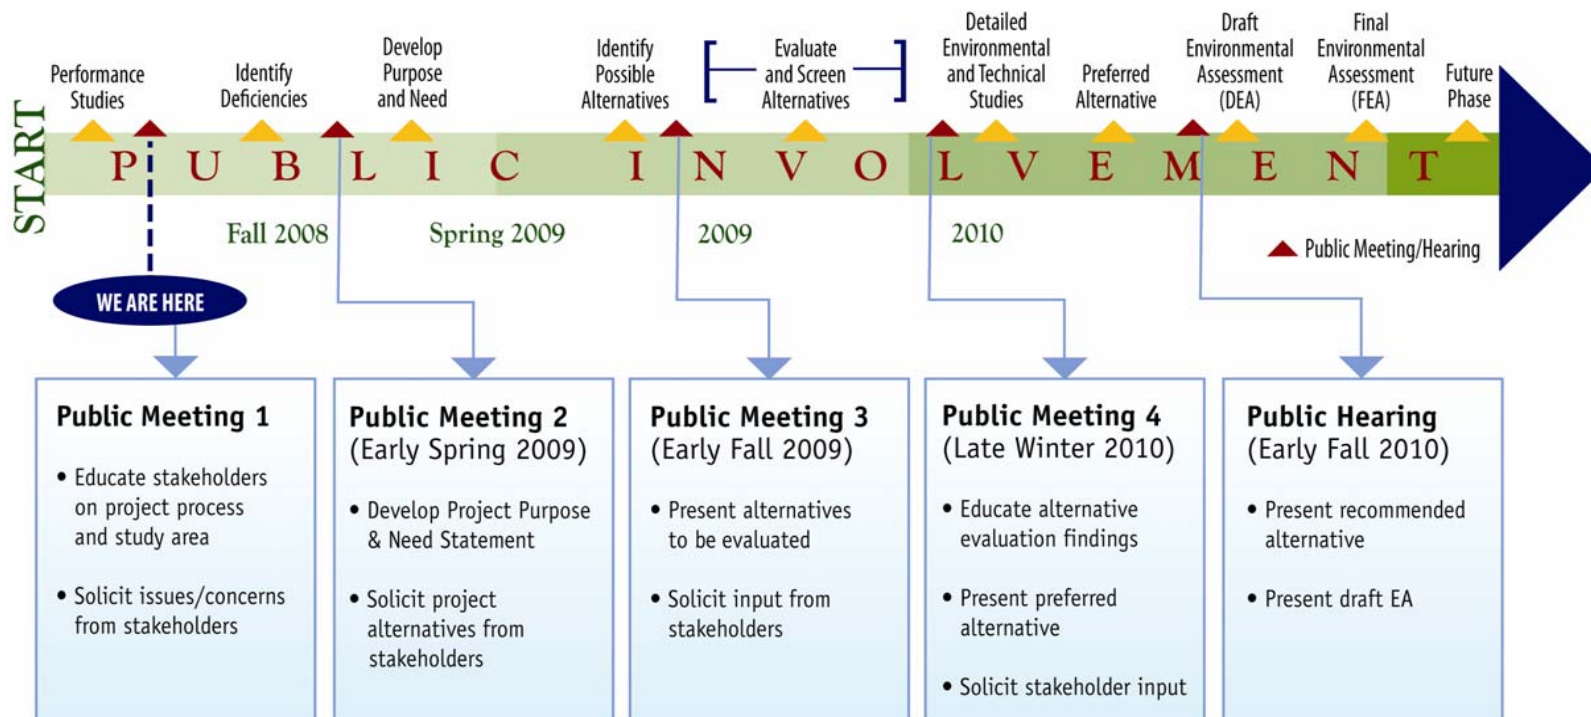 Performance
Studies
Identify
Deficiencies
Develop
Purpose
and Need
Identify
Possible
Alternatives
Evaluate
and Screen
Alternatives
Detailed
Environmental
and Technical
Studies
Preferred
Alternative
Draft
Environmental
Assessment
(DEA)
Final
Environmental
Assessment
(FEA)
Future
Phase
START
PUBLIC INVOLVEMENT
Fall 2008
Spring 2009
2009
2010
Public Meeting/Hearing
WE ARE HERE
Public Meeting 1
• Educate stakeholders
on project process
and study area
• Solicit issues/concerns
from stakeholders
Public Meeting 2
(Early Spring 2009)
• Develop Project Purpose
& Need Statement
• Solicit project
alternatives from
stakeholders
Public Meeting 3
(Early Fall 2009)
• Present alternatives
to be evaluated
• Solicit input from
stakeholders
Public Meeting 4
(Late Winter 2010)
• Educate alternative
evaluation findings
• Present preferred
alternative
• Solicit stakeholder input
Public Hearing
(Early Fall 2010)
• Present recommended
alternative
• Present draft EA